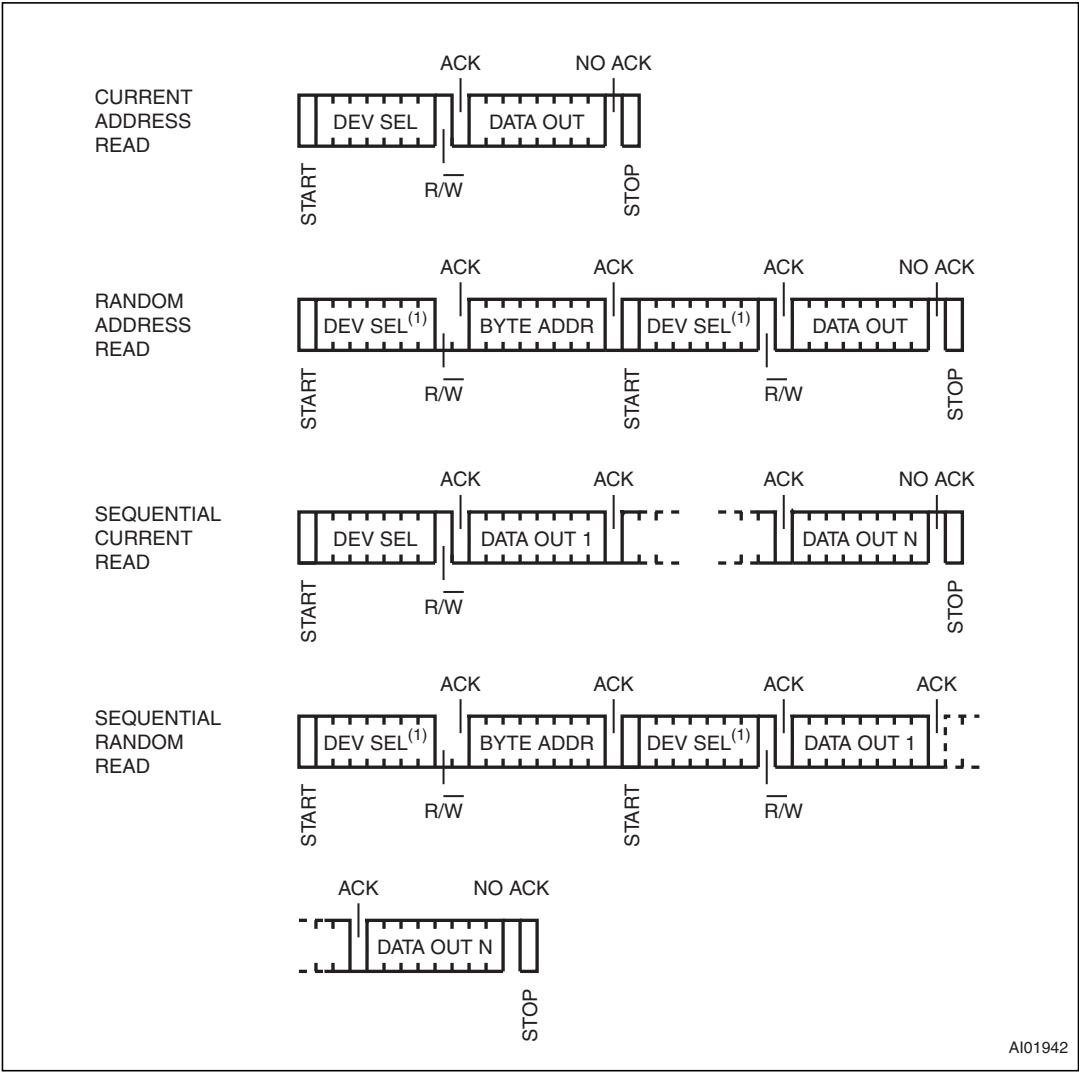 ACK NO ACK
CURRENT
ADDRESS
READ
DEV SEL DATA OUT
START R/W̅ STOP
ACK ACK ACK NO ACK
RANDOM
ADDRESS
READ
DEV SEL(1) BYTE ADDR DEV SEL(1) DATA OUT
START R/W̅ START R̅/W STOP
ACK ACK ACK NO ACK
SEQUENTIAL
CURRENT
READ
DEV SEL DATA OUT 1 DATA OUT N
START R/W̅ STOP
ACK ACK ACK ACK
SEQUENTIAL
RANDOM
READ
DEV SEL(1) BYTE ADDR DEV SEL(1) DATA OUT 1
START R/W̅ START R̅/W
ACK NO ACK
DATA OUT N
STOP
AI01942